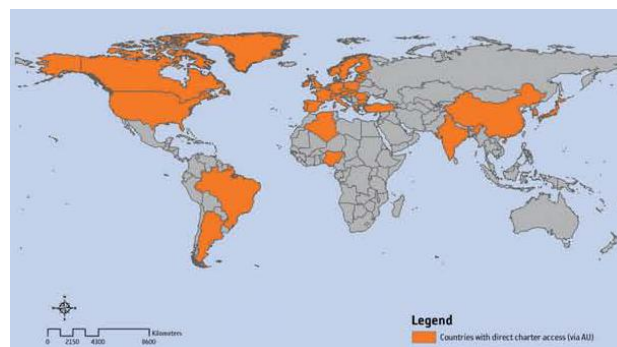 Kilometers
0 2150 4300 8600
Legend
Countries with direct charter access (via AU)